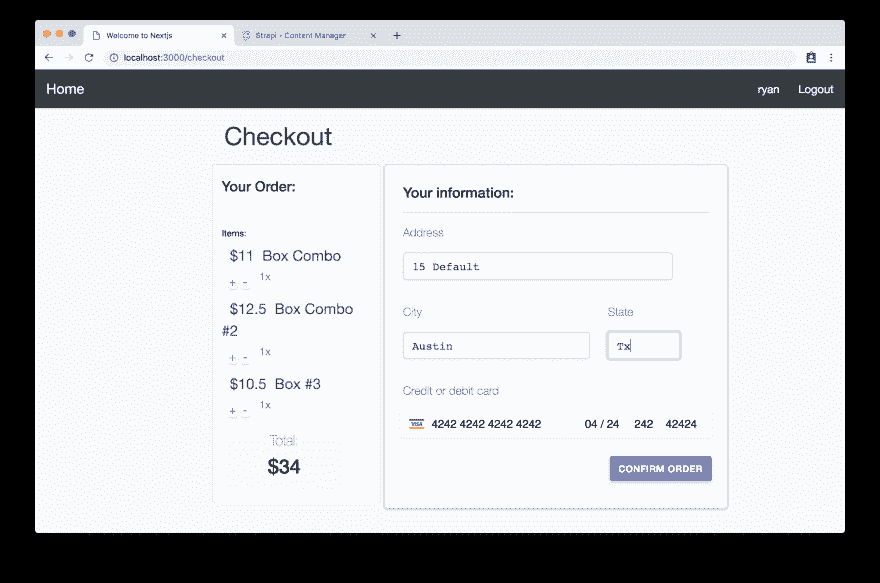 Welcome to Nextjs
Strapi - Content Manager
localhost:3000/checkout
Home
ryan
Logout
Checkout
Your Order:
Items:
$11 Box Combo
+ - 1x
$12.5 Box Combo
#2
+ - 1x
$10.5 Box #3
+ - 1x
Total:
$34
Your information:
Address
15 Default
City
State
Austin
Tx
Credit or debit card
VISA 4242 4242 4242 4242 04 / 24 242 42424
CONFIRM ORDER